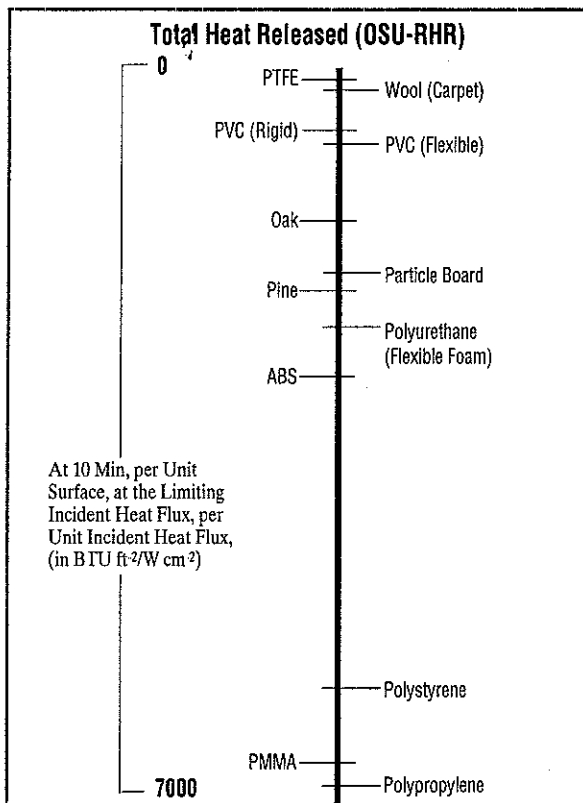 Total Heat Released (OSU-RHR)
0
PTFE
Wool (Carpet)
PVC (Rigid)
PVC (Flexible)
Oak
Particle Board
Pine
Polyurethane
(Flexible Foam)
ABS
At 10 Min, per Unit
Surface, at the Limiting
Incident Heat Flux, per
Unit Incident Heat Flux,
(in BTU ft⁻²/W cm⁻²)
Polystyrene
PMMA
7000
Polypropylene